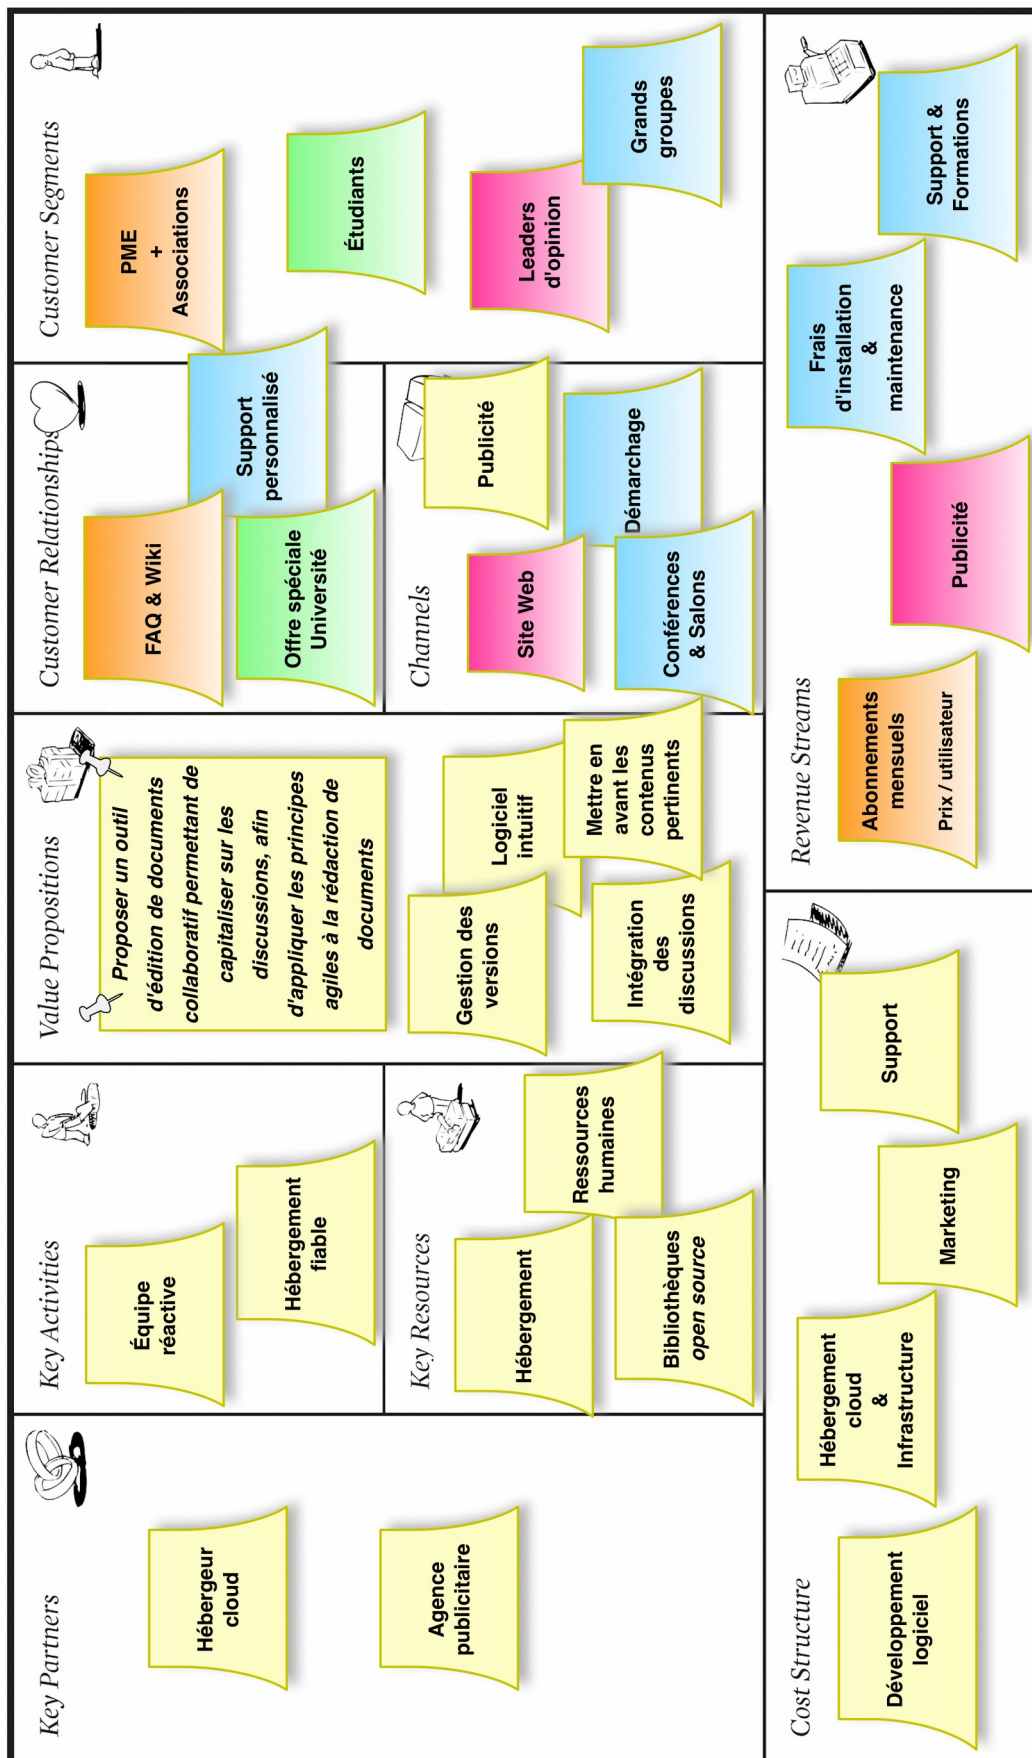 Key Partners
Hébergeur
cloud
Agence
publicitaire
Key Activities
Équipe
réactive
Hébergement
fiable
Key Resources
Hébergement
Ressources
humaines
Bibliothèques
open source
Value Propositions
Proposer un outil
d'édition de documents
collaboratif permettant de
capitaliser sur les
discussions, afin
d'appliquer les principes
agiles à la rédaction de
documents
Gestion des
versions
Logiciel
intuitif
Intégration
des
discussions
Mettre en
avant les
contenus
pertinents
Customer Relationships
FAQ & Wiki
Support
personnalisé
Offre spéciale
Université
Channels
Publicité
Site Web
Démarchage
Conférences
& Salons
Customer Segments
PME
+
Associations
Étudiants
Leaders
d'opinion
Grands
groupes
Cost Structure
Développement
logiciel
Hébergement
cloud
&
Infrastructure
Marketing
Support
Revenue Streams
Abonnements
mensuels
Prix / utilisateur
Publicité
Frais
d'installation
&
maintenance
Support &
Formations